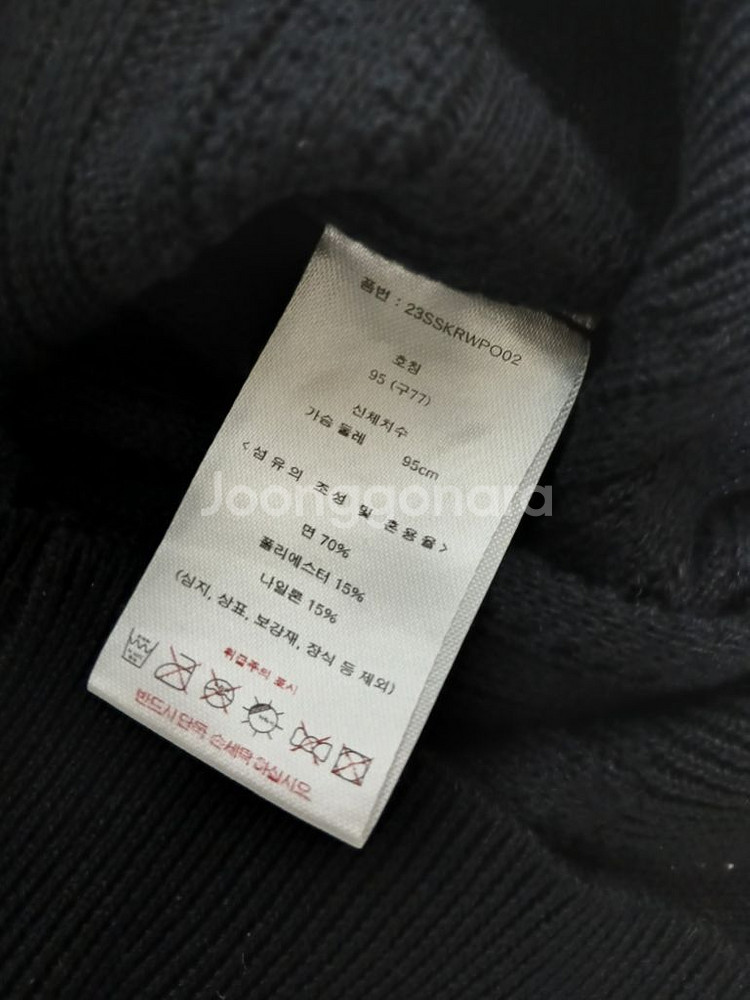 품번 : 23SSKRWPO02
호칭
95 (구77)
신체치수
가슴 둘레 95cm
<섬유의 조성 및 혼용율>
Joonggonara
면 70%
폴리에스터 15%
나일론 15%
(심지, 상표, 보강재, 장식 등 제외)
취급주의 표시
반드시 단독 손세탁 하십시오